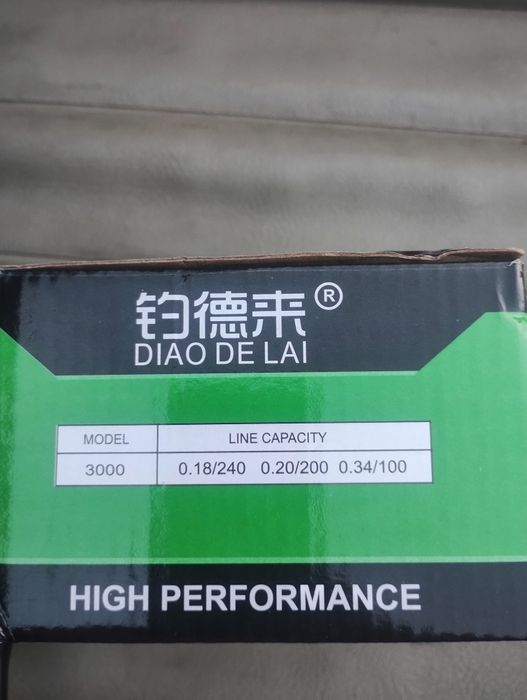 钓德来®
DIAO DE LAI
MODEL LINE CAPACITY
3000 0.18/240 0.20/200 0.34/100
HIGH PERFORMANCE